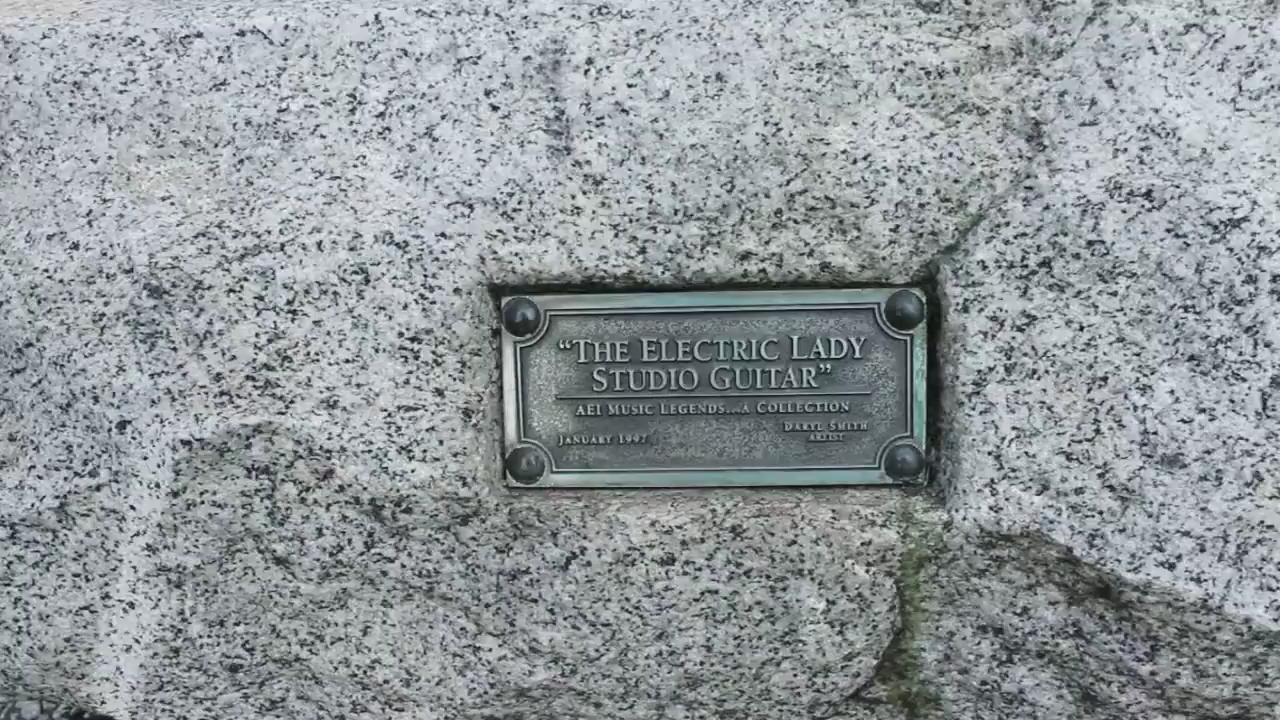 “THE ELECTRIC LADY
STUDIO GUITAR”
AEI MUSIC LEGENDS...A COLLECTION
DARYL SMITH
JANUARY 1997
ARTIST